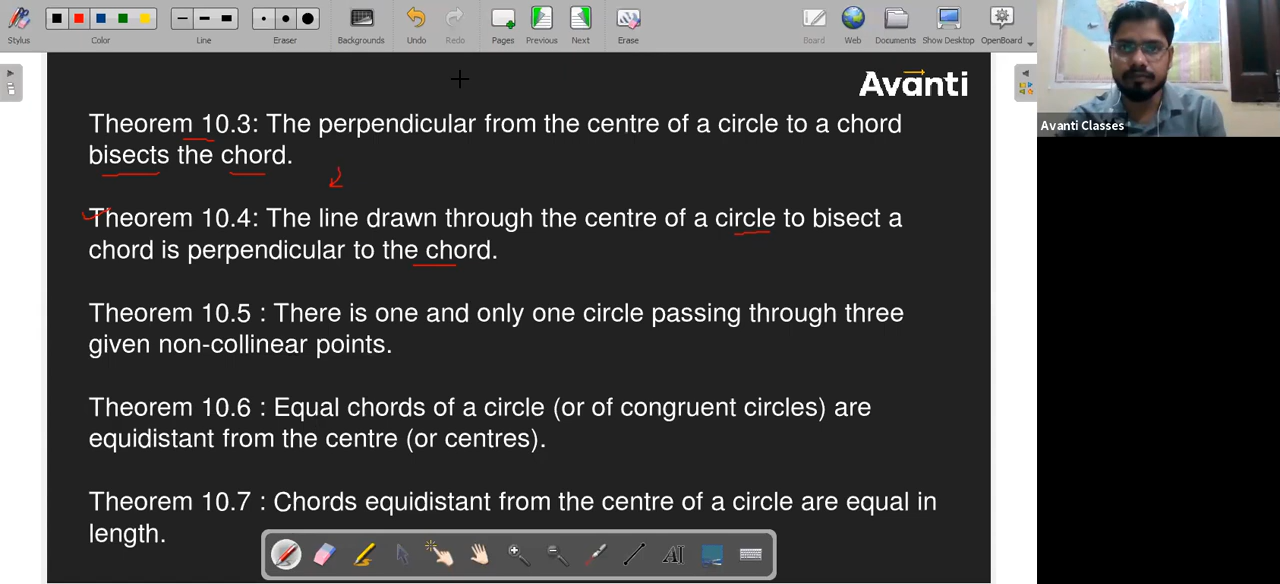 Stylus
Color
Line
Eraser
Backgrounds
Undo
Redo
Pages
Previous
Next
Erase
Board
Web
Documents
Show Desktop
OpenBoard
Avanti
Avanti Classes
Theorem 10.3: The perpendicular from the centre of a circle to a chord
bisects the chord.
Theorem 10.4: The line drawn through the centre of a circle to bisect a
chord is perpendicular to the chord.
Theorem 10.5 : There is one and only one circle passing through three
given non-collinear points.
Theorem 10.6 : Equal chords of a circle (or of congruent circles) are
equidistant from the centre (or centres).
Theorem 10.7 : Chords equidistant from the centre of a circle are equal in
length.
AI